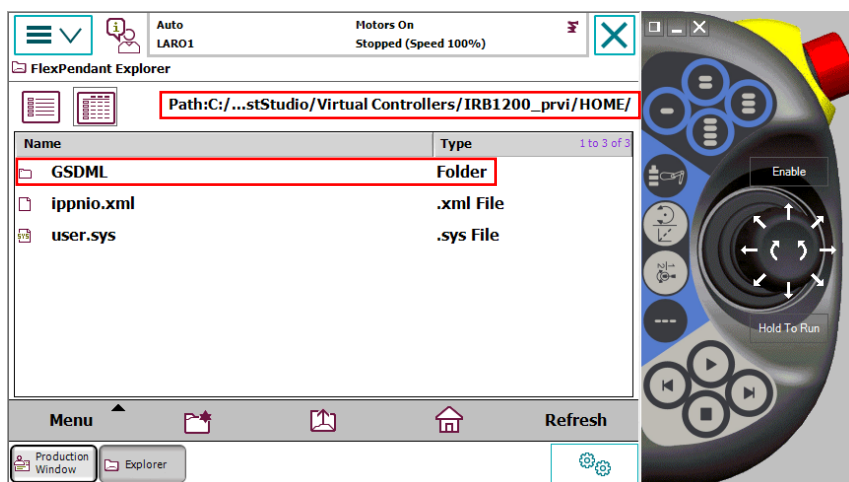 Auto
LARO1
Motors On
Stopped (Speed 100%)
FlexPendant Explorer
Path:C:/...stStudio/Virtual Controllers/IRB1200_prvi/HOME/
Name Type 1 to 3 of 3
GSDML Folder
ippnio.xml .xml File
user.sys .sys File
Enable
Hold To Run
Menu Refresh
Production
Window
Explorer